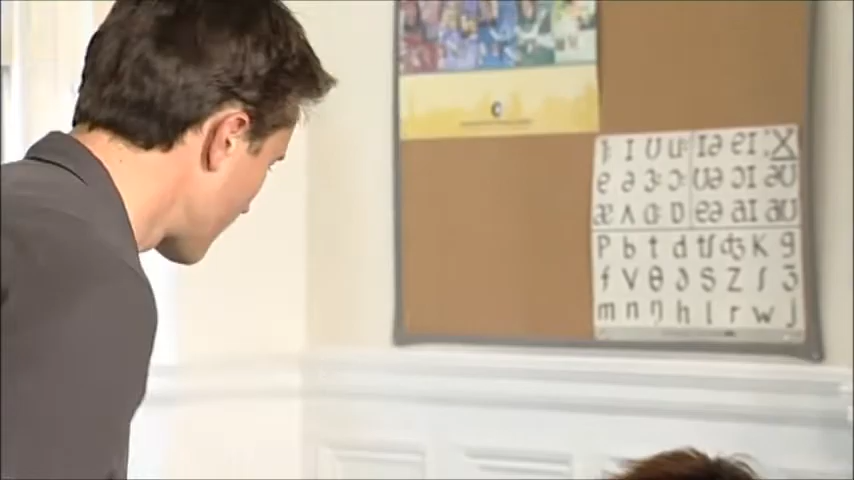 iː ɪ ʊ uː ɪə eɪ X
e ə ɜː ɔː ʊə ɔɪ əʊ
æ ʌ ɑː ɒ eə aɪ aʊ
p b t d tʃ dʒ k g
f v θ ð s z ʃ ʒ
m n ŋ h l r w j